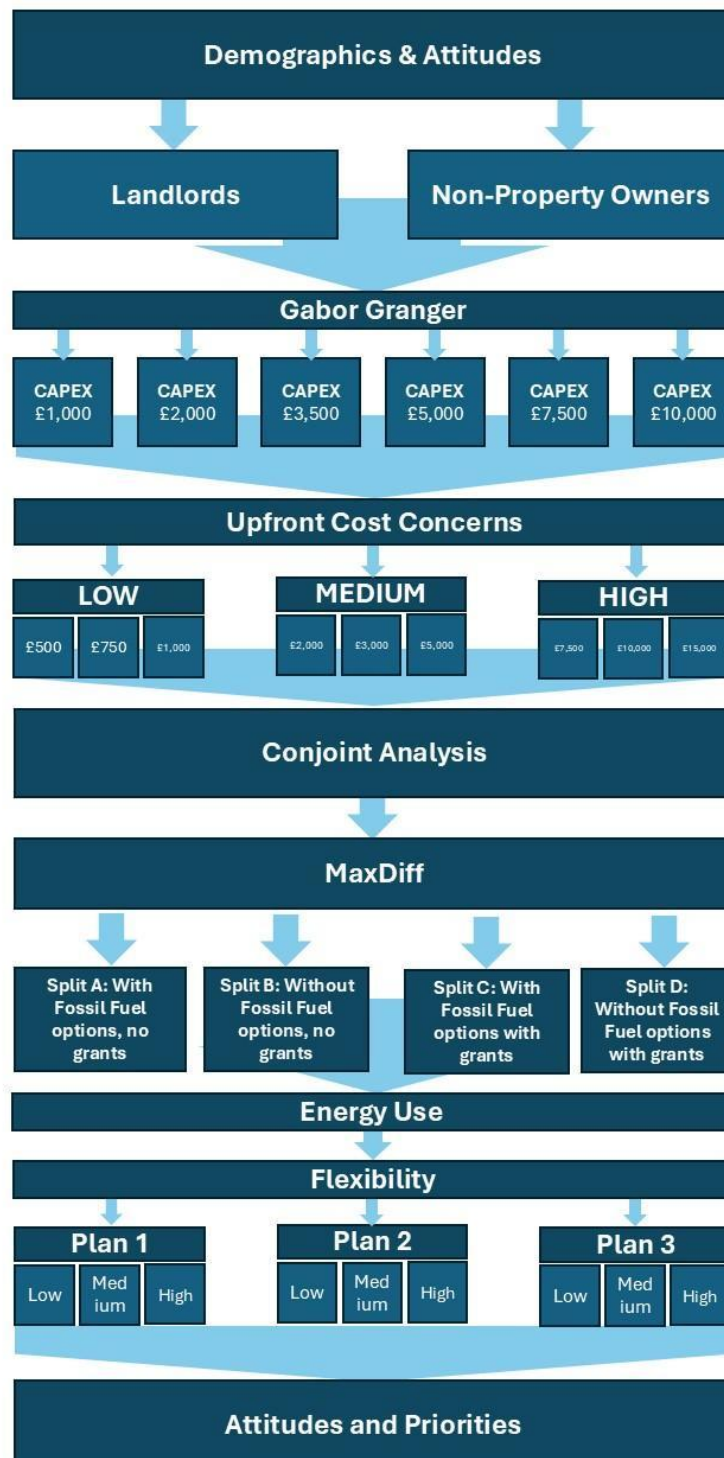 Demographics & Attitudes
Landlords
Non-Property Owners
Gabor Granger
CAPEX
£1,000
CAPEX
£2,000
CAPEX
£3,500
CAPEX
£5,000
CAPEX
£7,500
CAPEX
£10,000
Upfront Cost Concerns
LOW
£500
£750
£1,000
MEDIUM
£2,000
£3,000
£5,000
HIGH
£7,500
£10,000
£15,000
Conjoint Analysis
MaxDiff
Split A: With
Fossil Fuel
options, no
grants
Split B: Without
Fossil Fuel
options, no
grants
Split C: With
Fossil Fuel
options with
grants
Split D:
Without Fossil
Fuel options
with grants
Energy Use
Flexibility
Plan 1
Low
Med
ium
High
Plan 2
Low
Med
ium
High
Plan 3
Low
Med
ium
High
Attitudes and Priorities